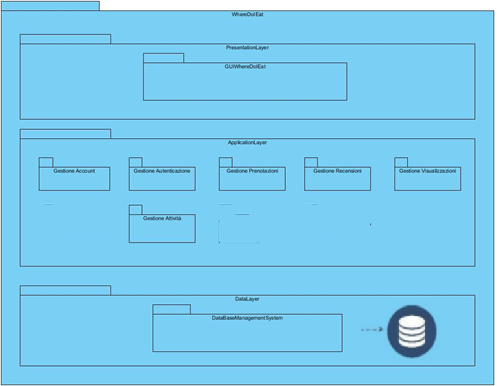 WhereDoIEat
PresentationLayer
GUIWhereDoIEat
ApplicationLayer
Gestione Account
Gestione Autenticazione
Gestione Prenotazioni
Gestione Recensioni
Gestione Visualizzazioni
Gestione Attività
DataLayer
DataBaseManagementSystem